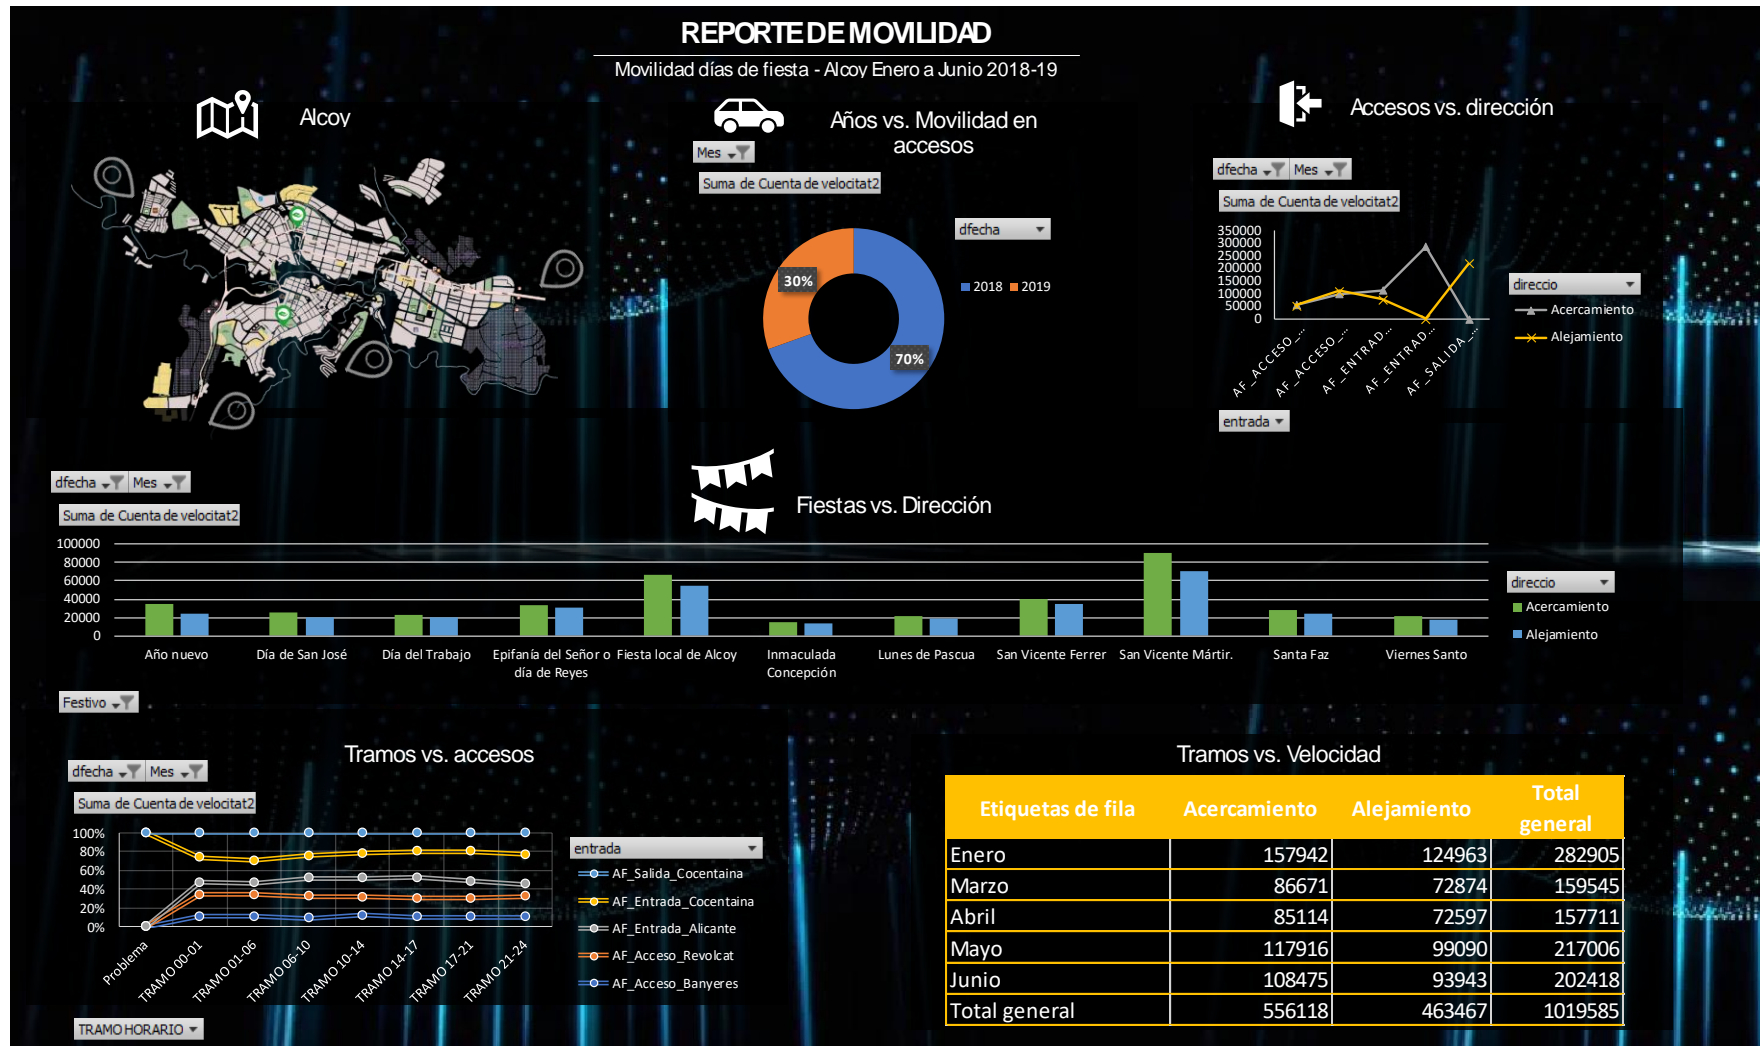 REPORTE DE MOVILIDAD
Movilidad días de fiesta - Alcoy Enero a Junio 2018-19
Alcoy
Años vs. Movilidad en
accesos
Mes
Suma de Cuenta de velocitat2
dfecha
2018 2019
30%
70%
Accesos vs. dirección
dfecha Mes
Suma de Cuenta de velocitat2
350000
300000
250000
200000
150000
100000
50000
0
AF_ACCESO_...
AF_ACCESO_...
AF_ENTRAD...
AF_ENTRAD...
AF_SALIDA_...
direccio
Acercamiento
Alejamiento
entrada
dfecha Mes
Suma de Cuenta de velocitat2
Fiestas vs. Dirección
100000
80000
60000
40000
20000
0
Año nuevo
Día de San José
Día del Trabajo
Epifanía del Señor o
día de Reyes
Fiesta local de Alcoy
Inmaculada
Concepción
Lunes de Pascua
San Vicente Ferrer
San Vicente Mártir.
Santa Faz
Viernes Santo
direccio
Acercamiento
Alejamiento
Festivo
Tramos vs. accesos
dfecha Mes
Suma de Cuenta de velocitat2
100%
80%
60%
40%
20%
0%
Problema
TRAMO 00-01
TRAMO 01-06
TRAMO 06-10
TRAMO 10-14
TRAMO 14-17
TRAMO 17-21
TRAMO 21-24
entrada
AF_Salida_Cocentaina
AF_Entrada_Cocentaina
AF_Entrada_Alicante
AF_Acceso_Revolcat
AF_Acceso_Banyeres
TRAMO HORARIO
Tramos vs. Velocidad
Etiquetas de fila Acercamiento Alejamiento Total
general
Enero 157942 124963 282905
Marzo 86671 72874 159545
Abril 85114 72597 157711
Mayo 117916 99090 217006
Junio 108475 93943 202418
Total general 556118 463467 1019585